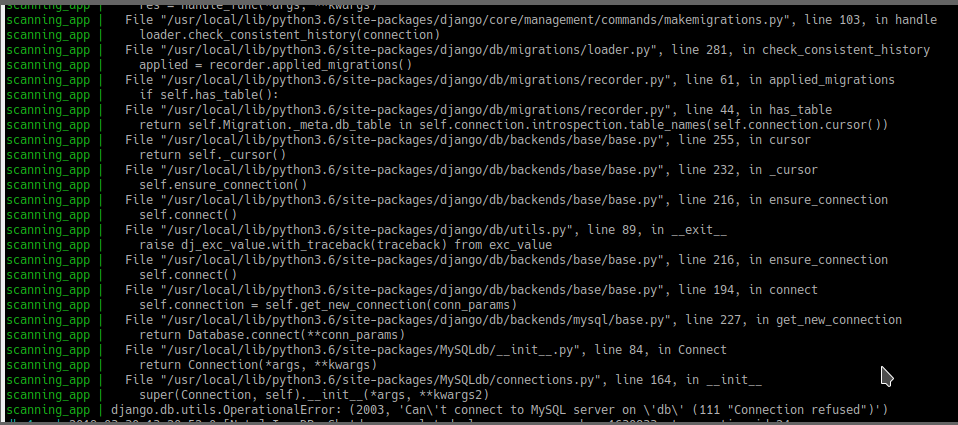 scanning_app | res = handle_func(*args, **kwargs)
scanning_app | File "/usr/local/lib/python3.6/site-packages/django/core/management/commands/makemigrations.py", line 103, in handle
scanning_app | loader.check_consistent_history(connection)
scanning_app | File "/usr/local/lib/python3.6/site-packages/django/db/migrations/loader.py", line 281, in check_consistent_history
scanning_app | applied = recorder.applied_migrations()
scanning_app | File "/usr/local/lib/python3.6/site-packages/django/db/migrations/recorder.py", line 61, in applied_migrations
scanning_app | if self.has_table():
scanning_app | File "/usr/local/lib/python3.6/site-packages/django/db/migrations/recorder.py", line 44, in has_table
scanning_app | return self.Migration._meta.db_table in self.connection.introspection.table_names(self.connection.cursor())
scanning_app | File "/usr/local/lib/python3.6/site-packages/django/db/backends/base/base.py", line 255, in cursor
scanning_app | return self._cursor()
scanning_app | File "/usr/local/lib/python3.6/site-packages/django/db/backends/base/base.py", line 232, in _cursor
scanning_app | self.ensure_connection()
scanning_app | File "/usr/local/lib/python3.6/site-packages/django/db/backends/base/base.py", line 216, in ensure_connection
scanning_app | self.connect()
scanning_app | File "/usr/local/lib/python3.6/site-packages/django/db/utils.py", line 89, in __exit__
scanning_app | raise dj_exc_value.with_traceback(traceback) from exc_value
scanning_app | File "/usr/local/lib/python3.6/site-packages/django/db/backends/base/base.py", line 216, in ensure_connection
scanning_app | self.connect()
scanning_app | File "/usr/local/lib/python3.6/site-packages/django/db/backends/base/base.py", line 194, in connect
scanning_app | self.connection = self.get_new_connection(conn_params)
scanning_app | File "/usr/local/lib/python3.6/site-packages/django/db/backends/mysql/base.py", line 227, in get_new_connection
scanning_app | return Database.connect(**conn_params)
scanning_app | File "/usr/local/lib/python3.6/site-packages/MySQLdb/__init__.py", line 84, in Connect
scanning_app | return Connection(*args, **kwargs)
scanning_app | File "/usr/local/lib/python3.6/site-packages/MySQLdb/connections.py", line 164, in __init__
scanning_app | super(Connection, self).__init__(*args, **kwargs2)
scanning_app | django.db.utils.OperationalError: (2003, 'Can\'t connect to MySQL server on \'db\' (111 "Connection refused")')